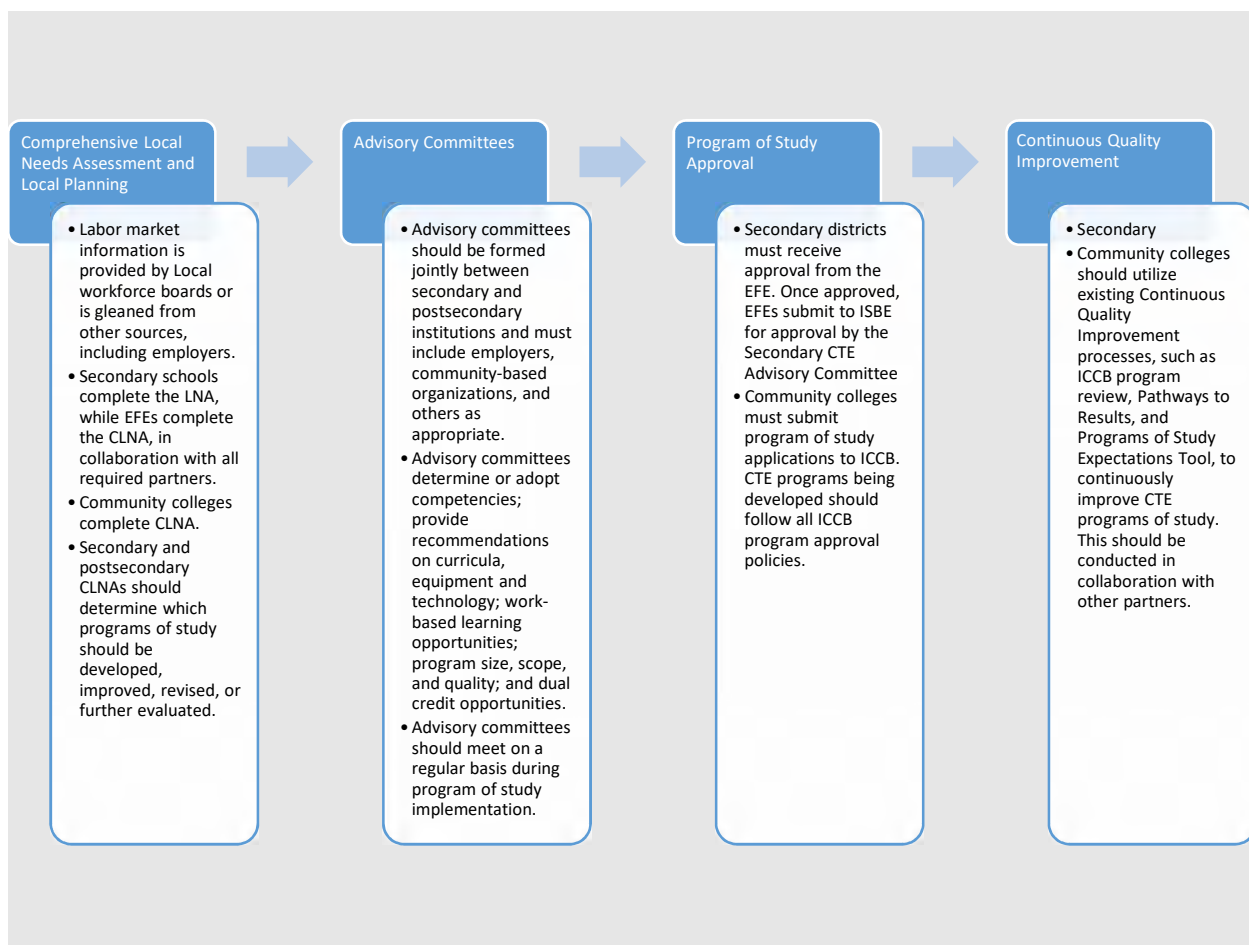 Comprehensive Local
Needs Assessment and
Local Planning
• Labor market
information is
provided by Local
workforce boards or
is gleaned from
other sources,
including employers.
• Secondary schools
complete the LNA,
while EFEs complete
the CLNA, in
collaboration with all
required partners.
• Community colleges
complete CLNA.
• Secondary and
postsecondary
CLNAs should
determine which
programs of study
should be
developed,
improved, revised, or
further evaluated.
Advisory Committees
• Advisory committees
should be formed
jointly between
secondary and
postsecondary
institutions and must
include employers,
community-based
organizations, and
others as
appropriate.
• Advisory committees
determine or adopt
competencies;
provide
recommendations
on curricula,
equipment and
technology; work-
based learning
opportunities;
program size, scope,
and quality; and dual
credit opportunities.
• Advisory committees
should meet on a
regular basis during
program of study
implementation.
Program of Study
Approval
• Secondary districts
must receive
approval from the
EFE. Once approved,
EFEs submit to ISBE
for approval by the
Secondary CTE
Advisory Committee
• Community colleges
must submit
program of study
applications to ICCB.
CTE programs being
developed should
follow all ICCB
program approval
policies.
Continuous Quality
Improvement
• Secondary
• Community colleges
should utilize
existing Continuous
Quality
Improvement
processes, such as
ICCB program
review, Pathways to
Results, and
Programs of Study
Expectations Tool, to
continuously
improve CTE
programs of study.
This should be
conducted in
collaboration with
other partners.